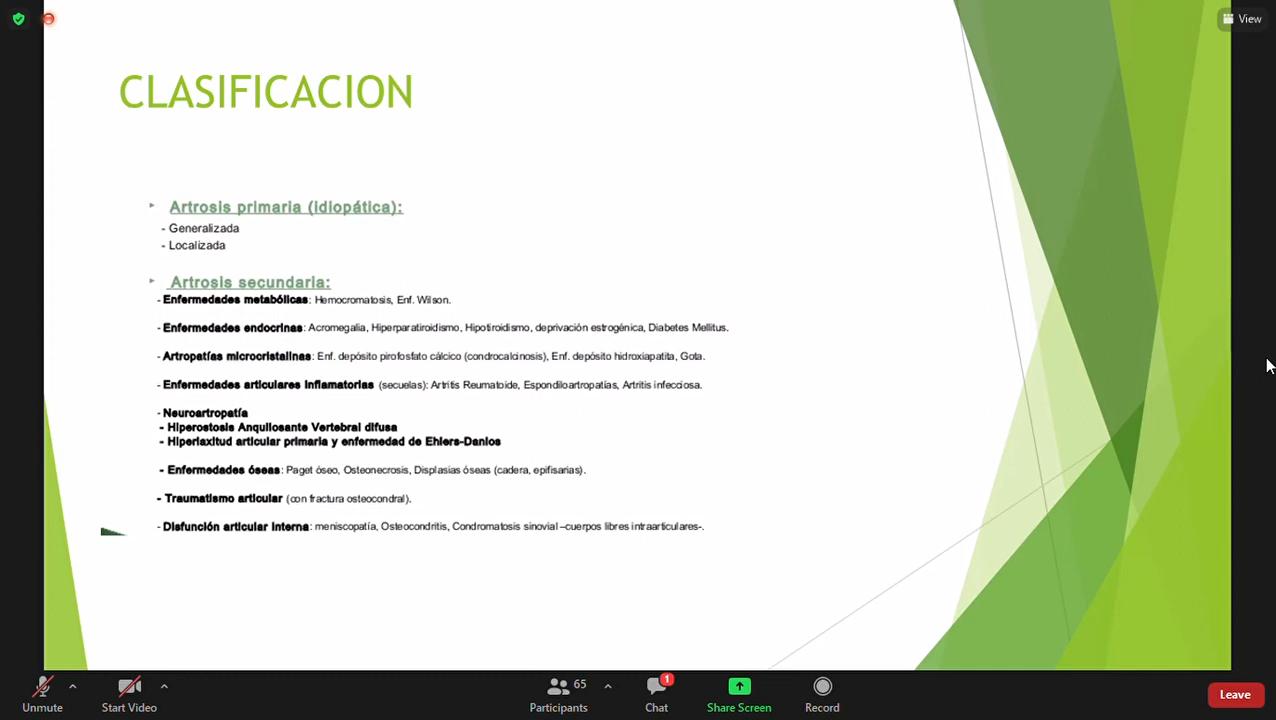 View
CLASIFICACION
Artrosis primaria (idiopática):
- Generalizada
- Localizada
Artrosis secundaria:
- Enfermedades metabólicas: Hemocromatosis, Enf. Wilson.
- Enfermedades endocrinas: Acromegalia, Hiperparatiroidismo, Hipotiroidismo, deprivación estrogénica, Diabetes Mellitus.
- Artropatías microcristalinas: Enf. depósito pirofosfato cálcico (condrocalcinosis), Enf. depósito hidroxiapatita, Gota.
- Enfermedades articulares inflamatorias (secuelas): Artritis Reumatoide, Espondiloartropatías, Artritis infecciosa.
- Neuroartropatía
- Hiperostosis Anquilosante Vertebral difusa
- Hiperlaxitud articular primaria y enfermedad de Ehlers-Danlos
- Enfermedades óseas: Paget óseo, Osteonecrosis, Displasias óseas (cadera, epifisarias).
- Traumatismo articular (con fractura osteocondral).
- Disfunción articular interna: meniscopatía, Osteocondritis, Condromatosis sinovial –cuerpos libres intraarticulares-.
Unmute
Start Video
65
Participants
1
Chat
Share Screen
Record
Leave